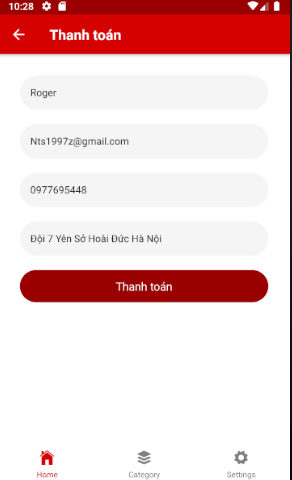 10:28
Thanh toán
Roger
Nts1997z@gmail.com
0977695448
Đội 7 Yên Sở Hoài Đức Hà Nội
Thanh toán
Home
Category
Settings